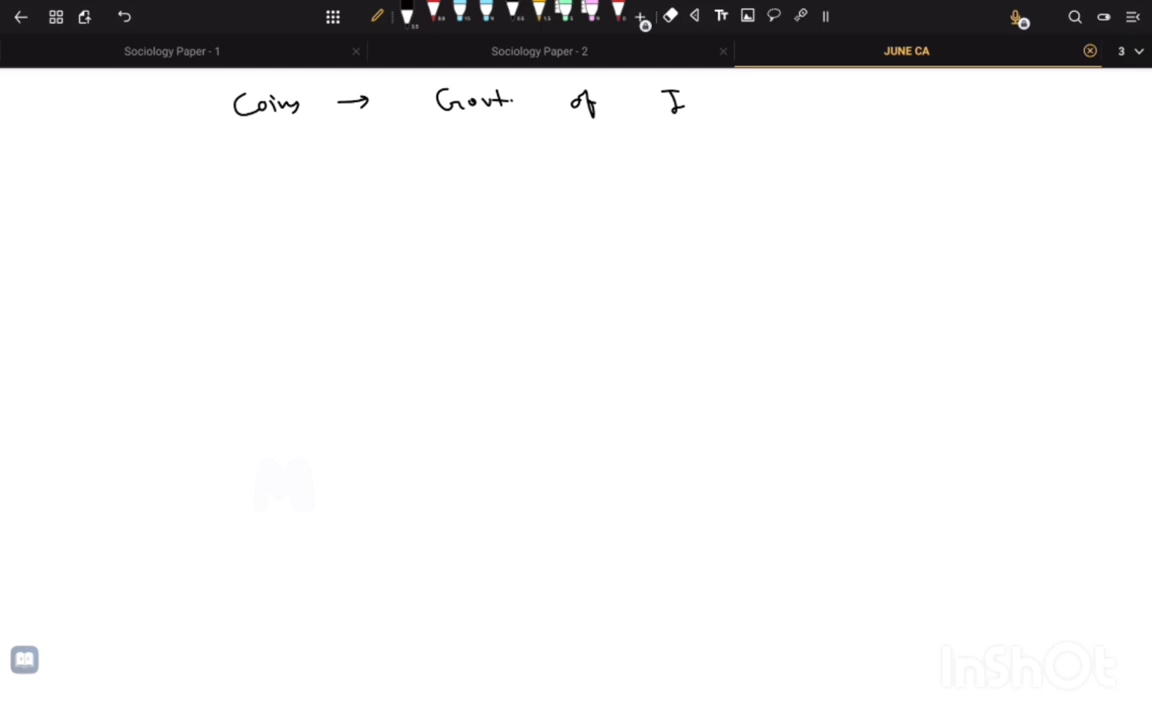 Sociology Paper - 1
Sociology Paper - 2
JUNE CA
3
Coins → Govt. of I
M
InShOt